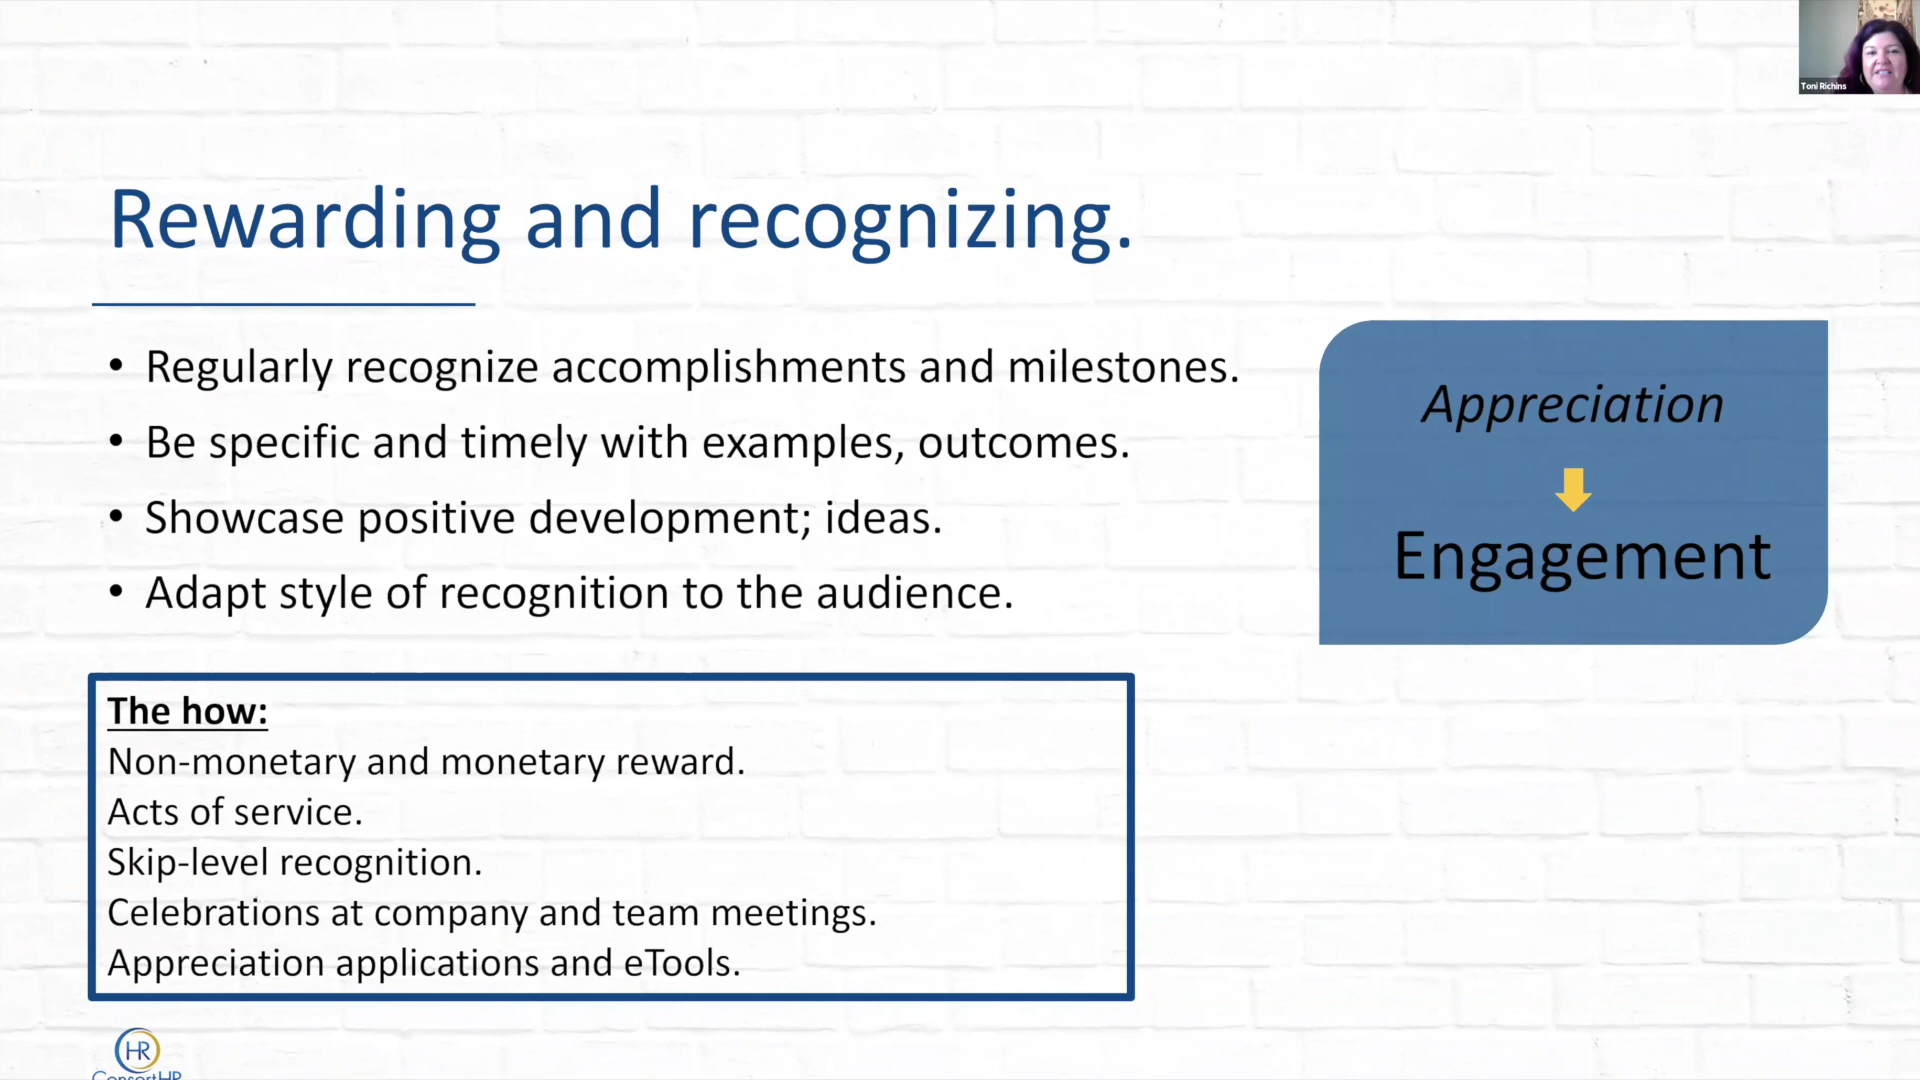 Toni Richins
Rewarding and recognizing.
• Regularly recognize accomplishments and milestones.
• Be specific and timely with examples, outcomes.
• Showcase positive development; ideas.
• Adapt style of recognition to the audience.
Appreciation
Engagement
The how:
Non-monetary and monetary reward.
Acts of service.
Skip-level recognition.
Celebrations at company and team meetings.
Appreciation applications and eTools.
HR
ConsortHR